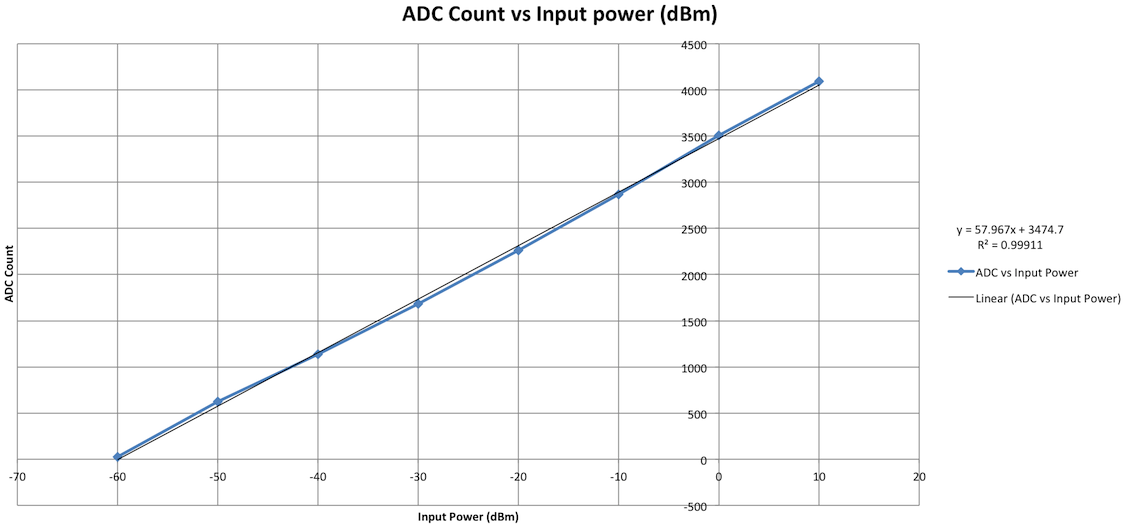 ADC Count vs Input power (dBm)
4500
4000
3500
3000
2500
2000
1500
1000
500
0
-500
ADC Count
-70 -60 -50 -40 -30 -20 -10 0 10 20
Input Power (dBm)
y = 57.967x + 3474.7
R² = 0.99911
ADC vs Input Power
Linear (ADC vs Input Power)